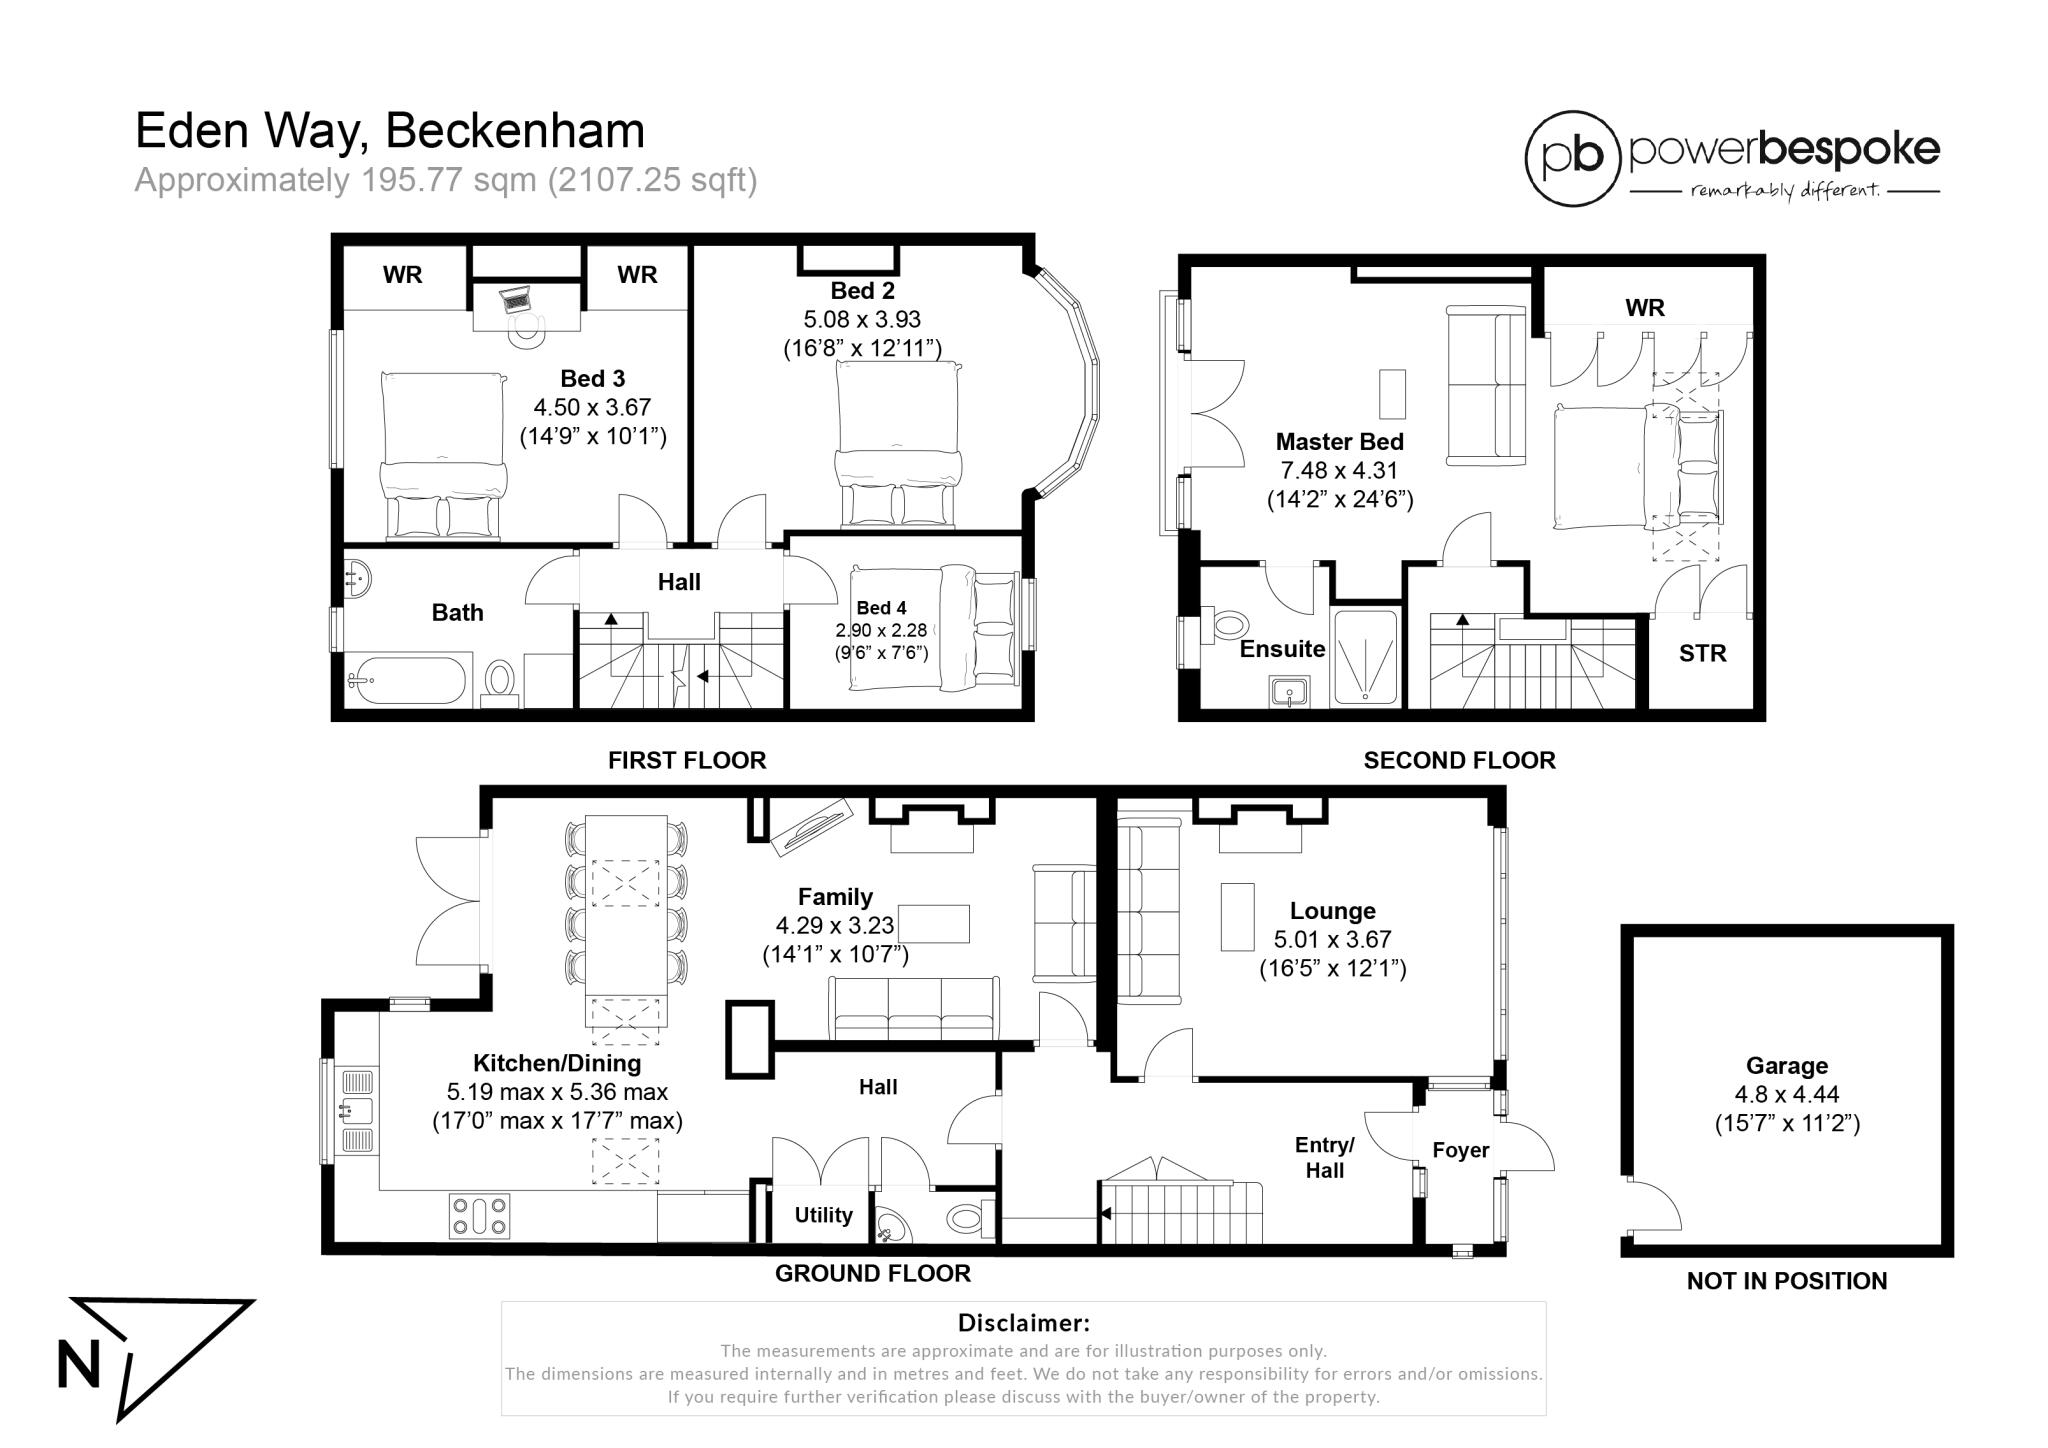 Eden Way, Beckenham
Approximately 195.77 sqm (2107.25 sqft)
pb powerbespoke
remarkably different.
WR
WR
Bed 3
4.50 x 3.67
(14’9” x 10’1”)
Bed 2
5.08 x 3.93
(16’8” x 12’11”)
Bath
Hall
Bed 4
2.90 x 2.28
(9’6” x 7’6”)
FIRST FLOOR
WR
Master Bed
7.48 x 4.31
(14’2” x 24’6”)
Ensuite
STR
SECOND FLOOR
Kitchen/Dining
5.19 max x 5.36 max
(17’0” max x 17’7” max)
Family
4.29 x 3.23
(14’1” x 10’7”)
Lounge
5.01 x 3.67
(16’5” x 12’1”)
Hall
Utility
Entry/
Hall
Foyer
GROUND FLOOR
Garage
4.8 x 4.44
(15’7” x 11’2”)
NOT IN POSITION
N
Disclaimer:
The measurements are approximate and are for illustration purposes only.
The dimensions are measured internally and in metres and feet. We do not take any responsibility for errors and/or omissions.
If you require further verification please discuss with the buyer/owner of the property.